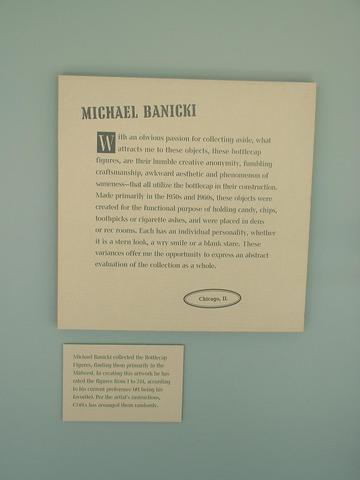 MICHAEL BANICKI
With an obvious passion for collecting aside, what
attracts me to these objects, these bottlecap
figures, are their humble creative anonymity, fumbling
craftsmanship, awkward aesthetic and phenomenon of
sameness—that all utilize the bottlecap in their construction.
Made primarily in the 1950s and 1960s, these objects were
created for the functional purpose of holding candy, chips,
toothpicks or cigarette ashes, and were placed in dens
or rec rooms. Each has an individual personality, whether
it is a stern look, a wry smile or a blank stare. These
variances offer me the opportunity to express an abstract
evaluation of the collection as a whole.
Chicago, IL
Michael Banicki collected the Bottlecap
Figures, finding them primarily in the
Midwest. In creating this artwork he has
rated the figures from 1 to, according
to his current preference (#1 being his
favorite). Per the artist's instructions,
has arranged them randomly.